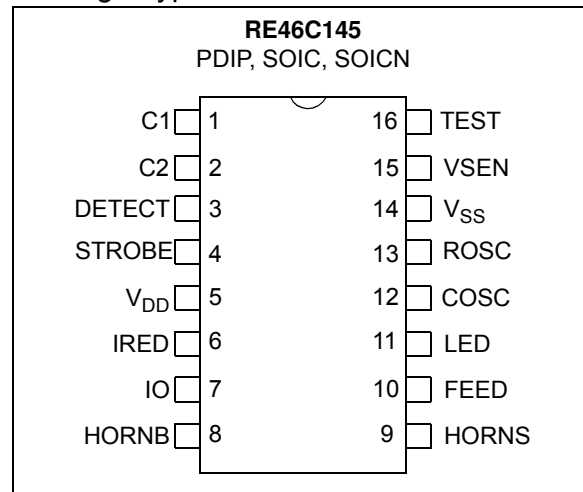 RE46C145
PDIP, SOIC, SOICN
C1 1 16 TEST
C2 2 15 VSEN
DETECT 3 14 VSS
STROBE 4 13 ROSC
VDD 5 12 COSC
IRED 6 11 LED
IO 7 10 FEED
HORNB 8 9 HORNS